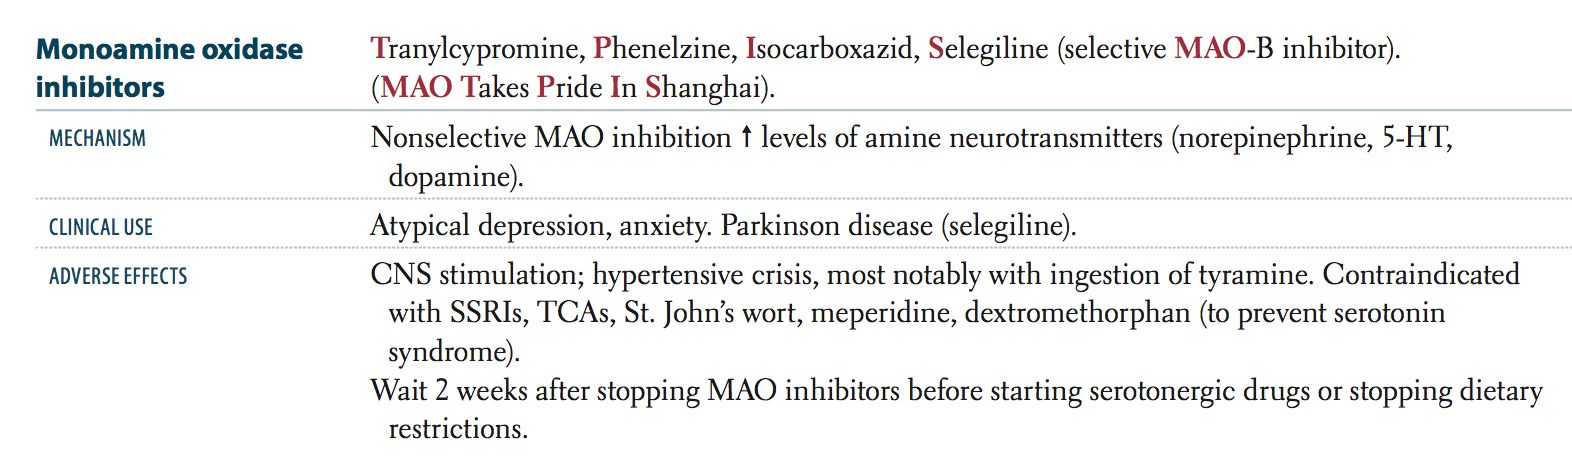 Monoamine oxidase
inhibitors
Tranylcypromine, Phenelzine, Isocarboxazid, Selegiline (selective MAO-B inhibitor).
(MAO Takes Pride In Shanghai).
MECHANISM
Nonselective MAO inhibition ↑ levels of amine neurotransmitters (norepinephrine, 5-HT,
dopamine).
CLINICAL USE
Atypical depression, anxiety. Parkinson disease (selegiline).
ADVERSE EFFECTS
CNS stimulation; hypertensive crisis, most notably with ingestion of tyramine. Contraindicated
with SSRIs, TCAs, St. John’s wort, meperidine, dextromethorphan (to prevent serotonin
syndrome).
Wait 2 weeks after stopping MAO inhibitors before starting serotonergic drugs or stopping dietary
restrictions.